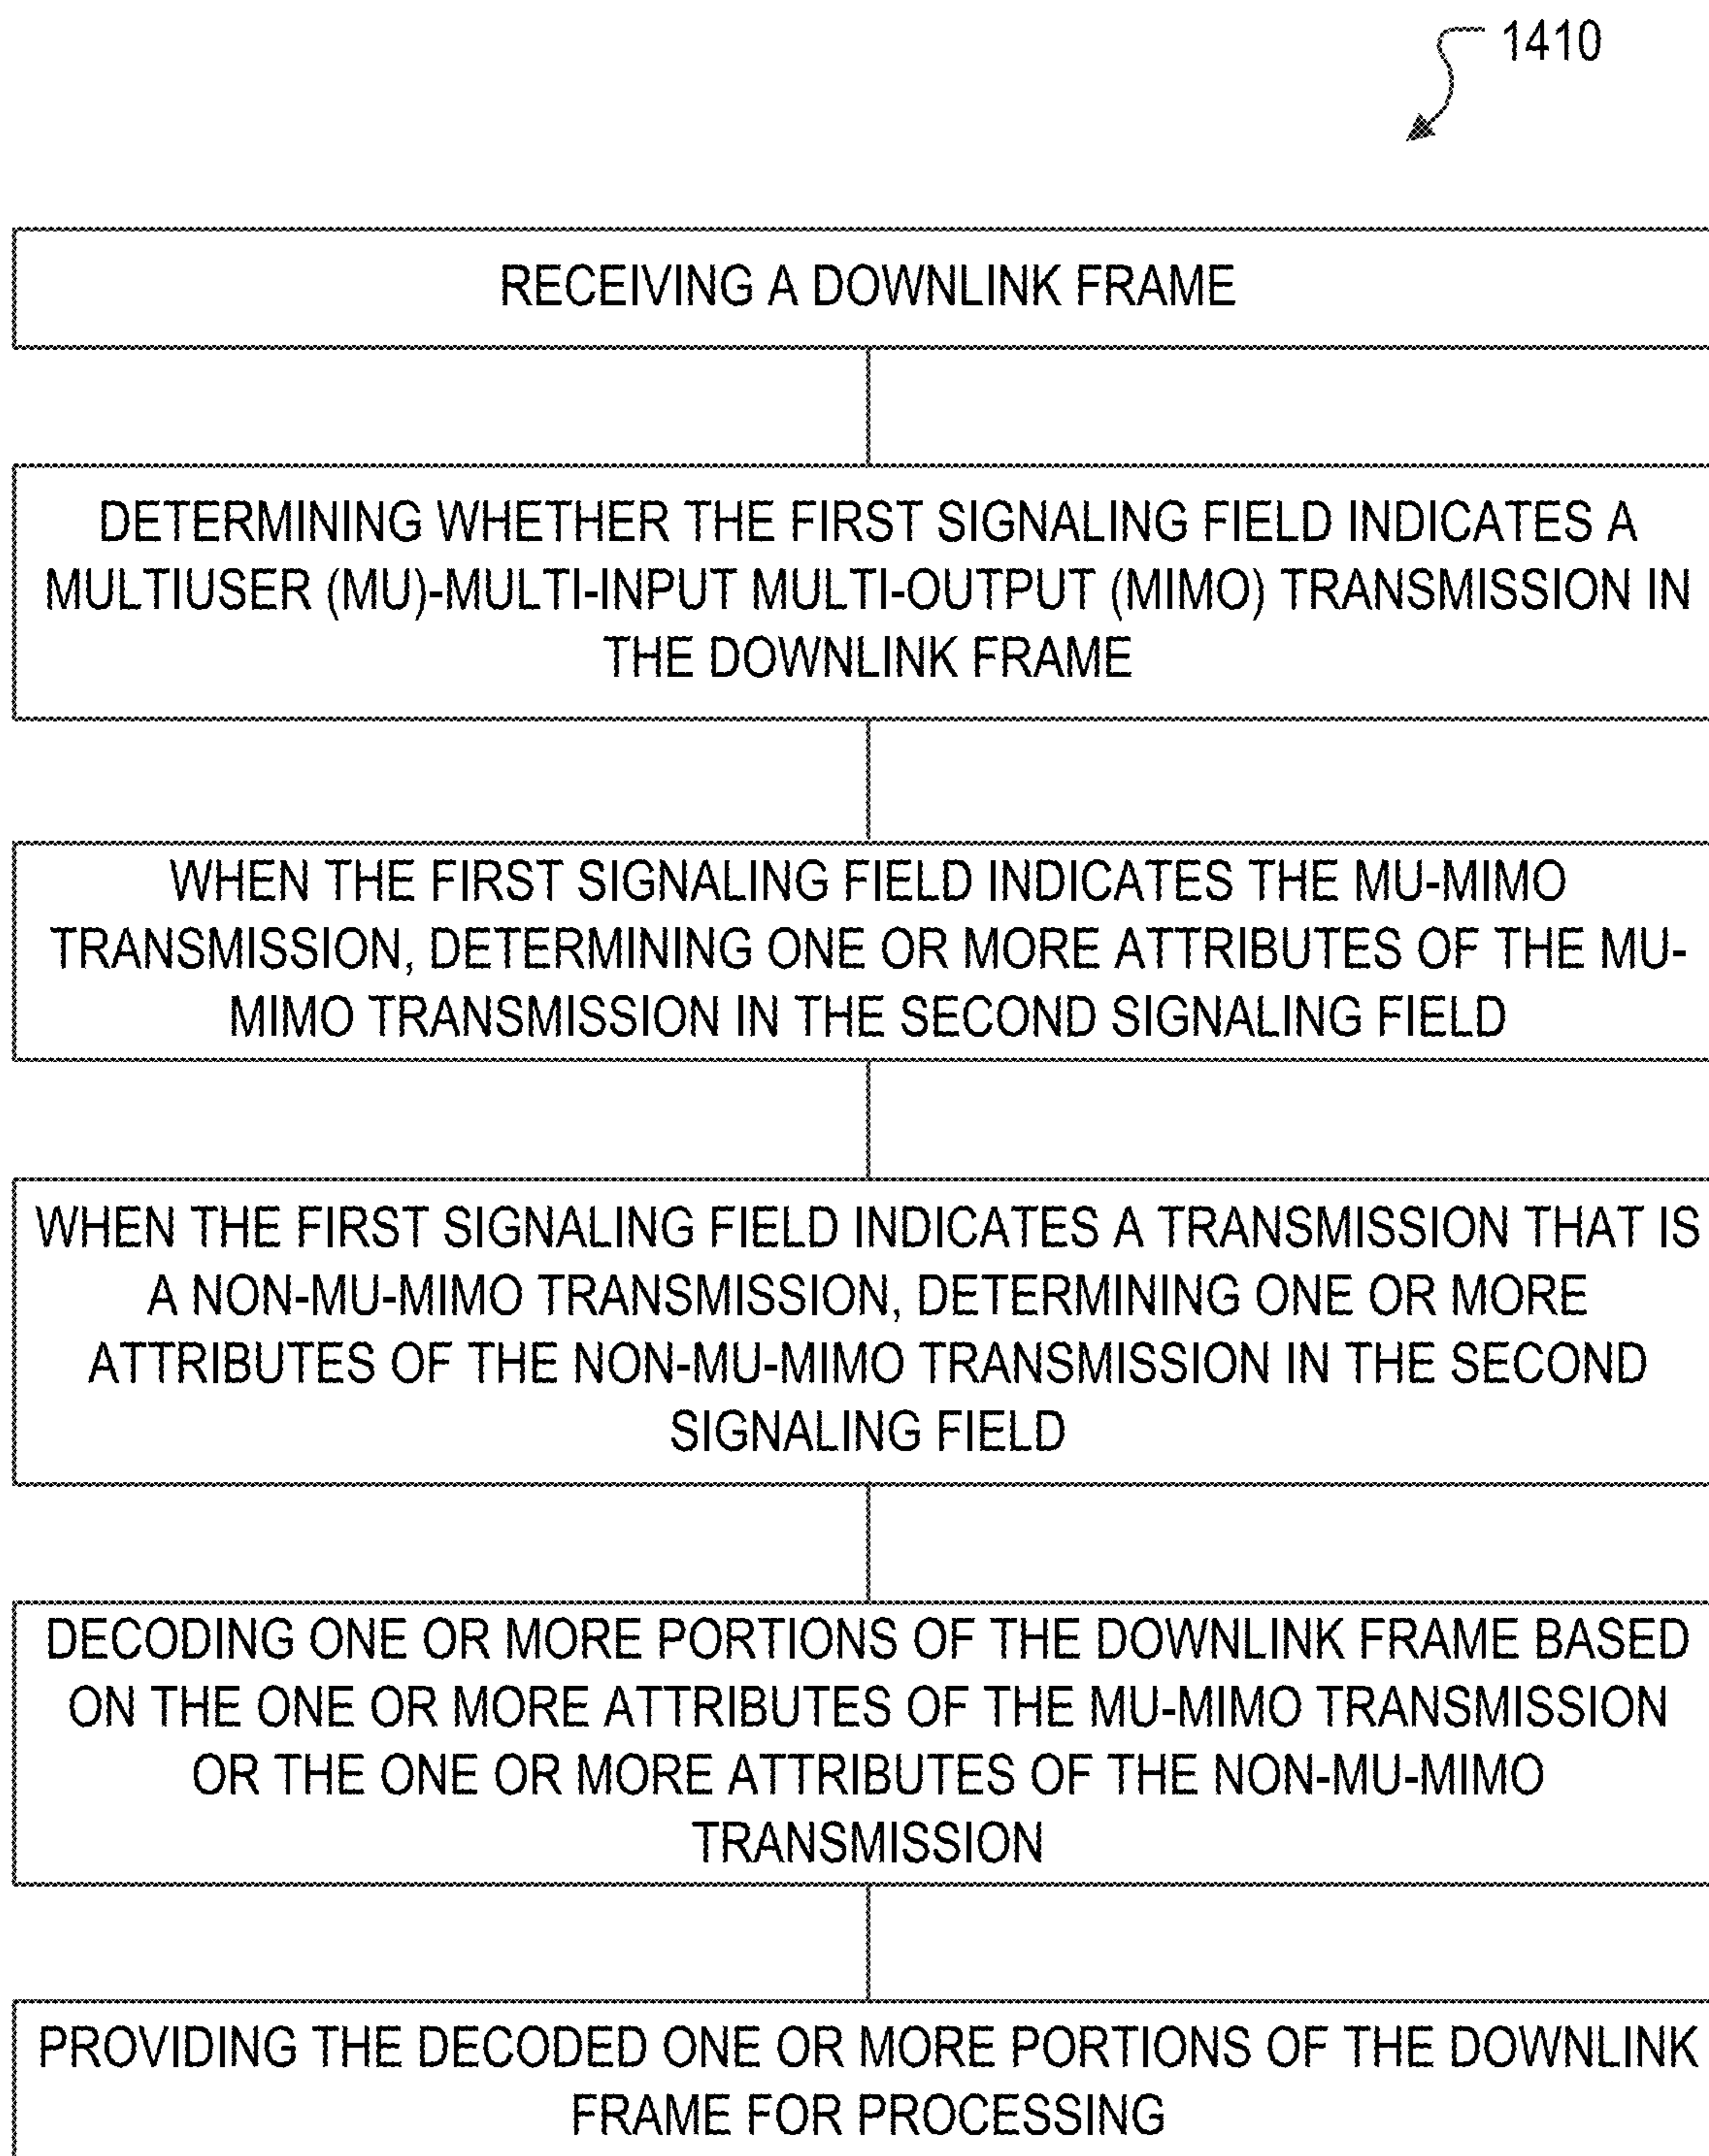 1410
RECEIVING A DOWNLINK FRAME
DETERMINING WHETHER THE FIRST SIGNALING FIELD INDICATES A
MULTIUSER (MU)-MULTI-INPUT MULTI-OUTPUT (MIMO) TRANSMISSION IN
THE DOWNLINK FRAME
WHEN THE FIRST SIGNALING FIELD INDICATES THE MU-MIMO
TRANSMISSION, DETERMINING ONE OR MORE ATTRIBUTES OF THE MU-
MIMO TRANSMISSION IN THE SECOND SIGNALING FIELD
WHEN THE FIRST SIGNALING FIELD INDICATES A TRANSMISSION THAT IS
A NON-MU-MIMO TRANSMISSION, DETERMINING ONE OR MORE
ATTRIBUTES OF THE NON-MU-MIMO TRANSMISSION IN THE SECOND
SIGNALING FIELD
DECODING ONE OR MORE PORTIONS OF THE DOWNLINK FRAME BASED
ON THE ONE OR MORE ATTRIBUTES OF THE MU-MIMO TRANSMISSION
OR THE ONE OR MORE ATTRIBUTES OF THE NON-MU-MIMO
TRANSMISSION
PROVIDING THE DECODED ONE OR MORE PORTIONS OF THE DOWNLINK
FRAME FOR PROCESSING